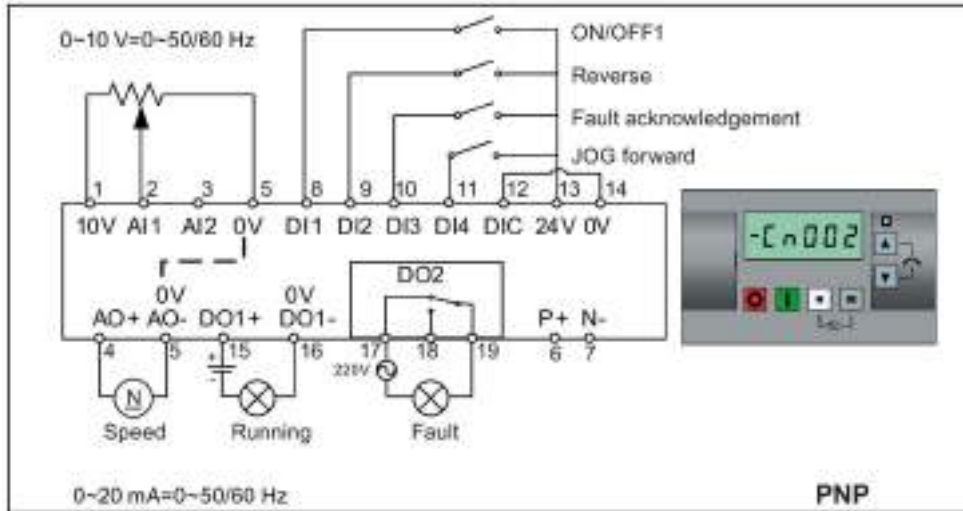 0~10 V=0~50/60 Hz
ON/OFF1
Reverse
Fault acknowledgement
JOG forward
1 2 3 5 8 9 10 11 12 13 14
10V AI1 AI2 0V DI1 DI2 DI3 DI4 DIC 24V 0V
-Cn002
DO2
0V 0V
AO+ AO- DO1+ DO1- P+ N-
4 5 15 16 17 18 19 6 7
+
-
220V
N
Speed Running Fault
0~20 mA=0~50/60 Hz
PNP